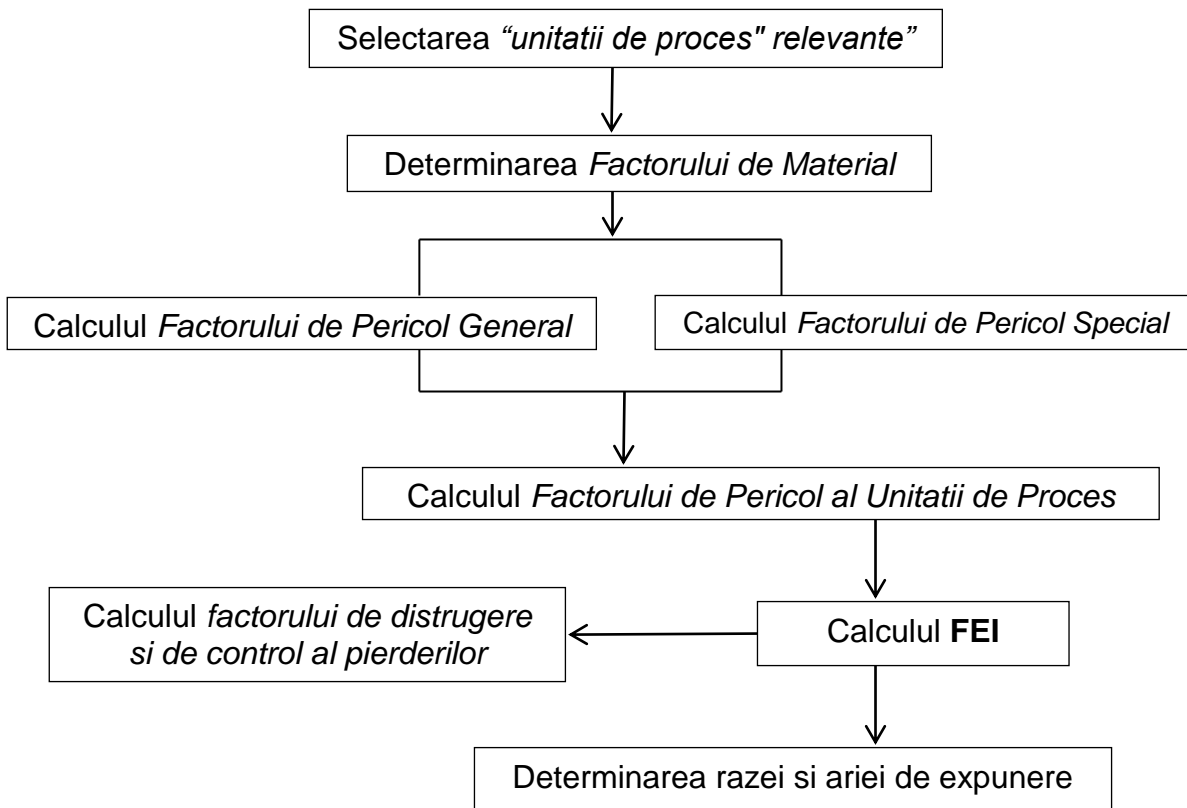 Selectarea “unitatii de proces" relevante”
Determinarea Factorului de Material
Calculul Factorului de Pericol General
Calculul Factorului de Pericol Special
Calculul Factorului de Pericol al Unitatii de Proces
Calculul factorului de distrugere
si de control al pierderilor
Calculul FEI
Determinarea razei si ariei de expunere